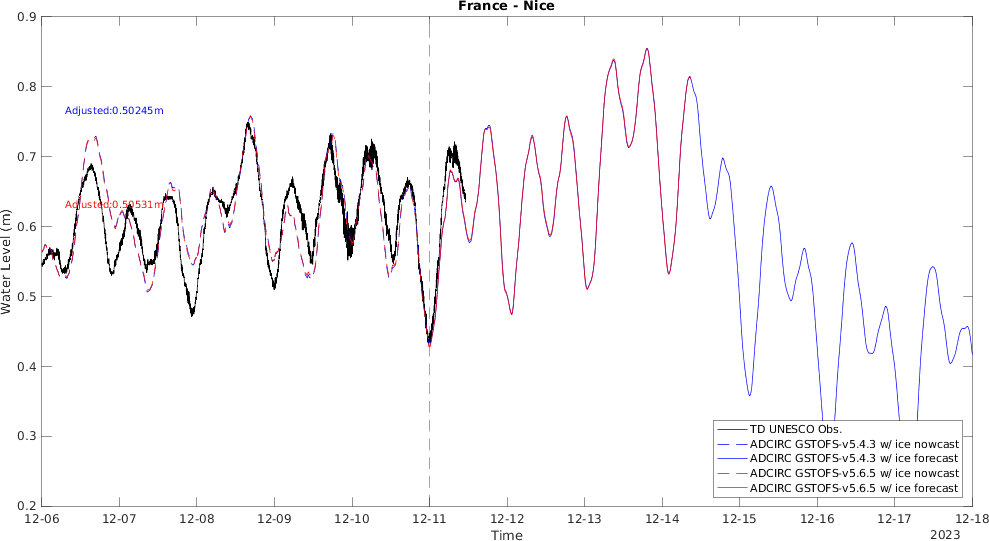 France - Nice
0.9
0.8
Adjusted:0.50245m
0.7
Adjusted:0.50531m
0.6
Water Level (m)
0.5
0.4
0.3
0.2
TD UNESCO Obs.
ADCIRC GSTOFS-v5.4.3 w/ ice nowcast
ADCIRC GSTOFS-v5.4.3 w/ ice forecast
ADCIRC GSTOFS-v5.6.5 w/ ice nowcast
ADCIRC GSTOFS-v5.6.5 w/ ice forecast
12-06 12-07 12-08 12-09 12-10 12-11 12-12 12-13 12-14 12-15 12-16 12-17 12-18
Time
2023